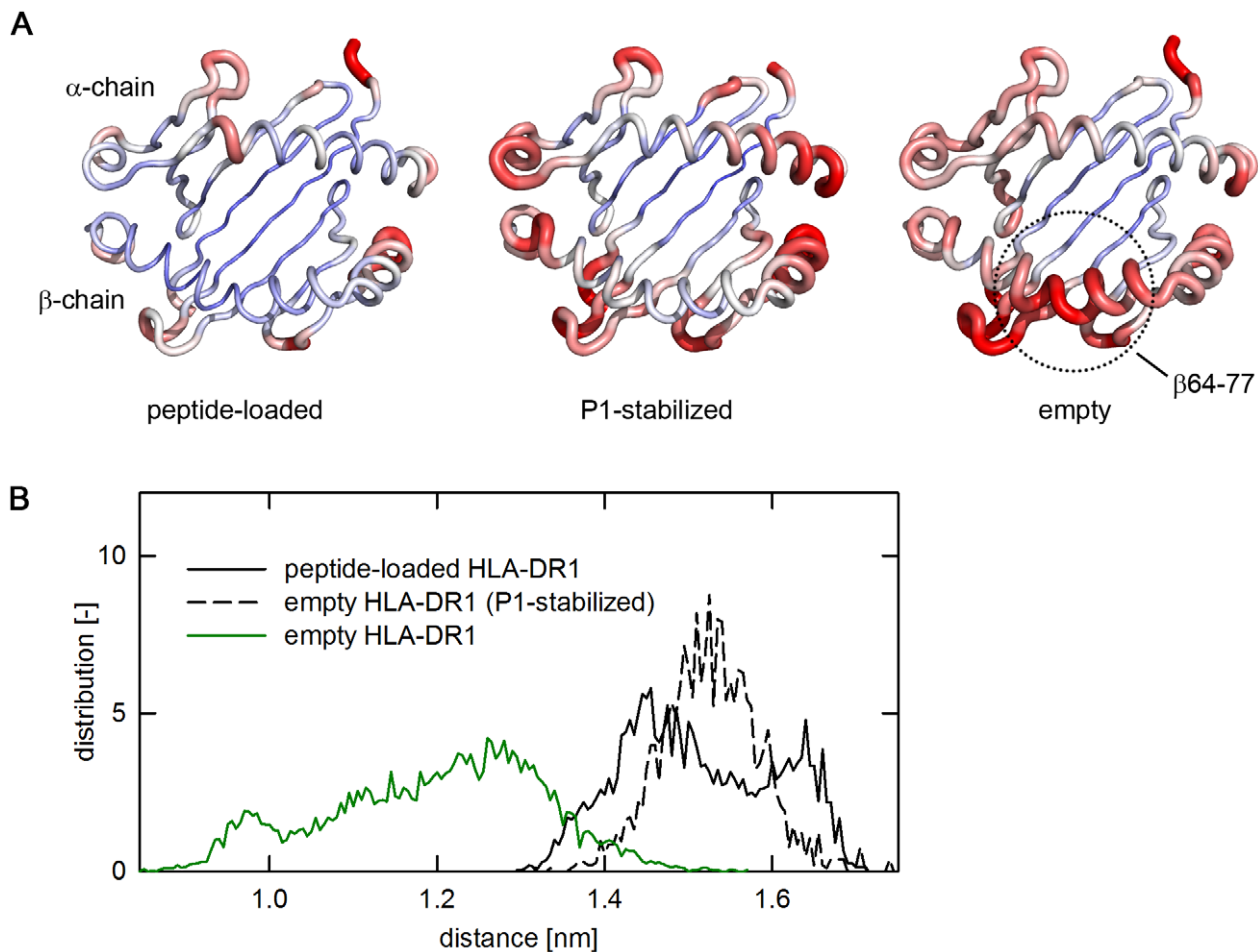 A
α-chain
β-chain
peptide-loaded
P1-stabilized
empty
β64-77
B
distribution [-]
10
5
0
peptide-loaded HLA-DR1
empty HLA-DR1 (P1-stabilized)
empty HLA-DR1
1.0
1.2
1.4
1.6
distance [nm]